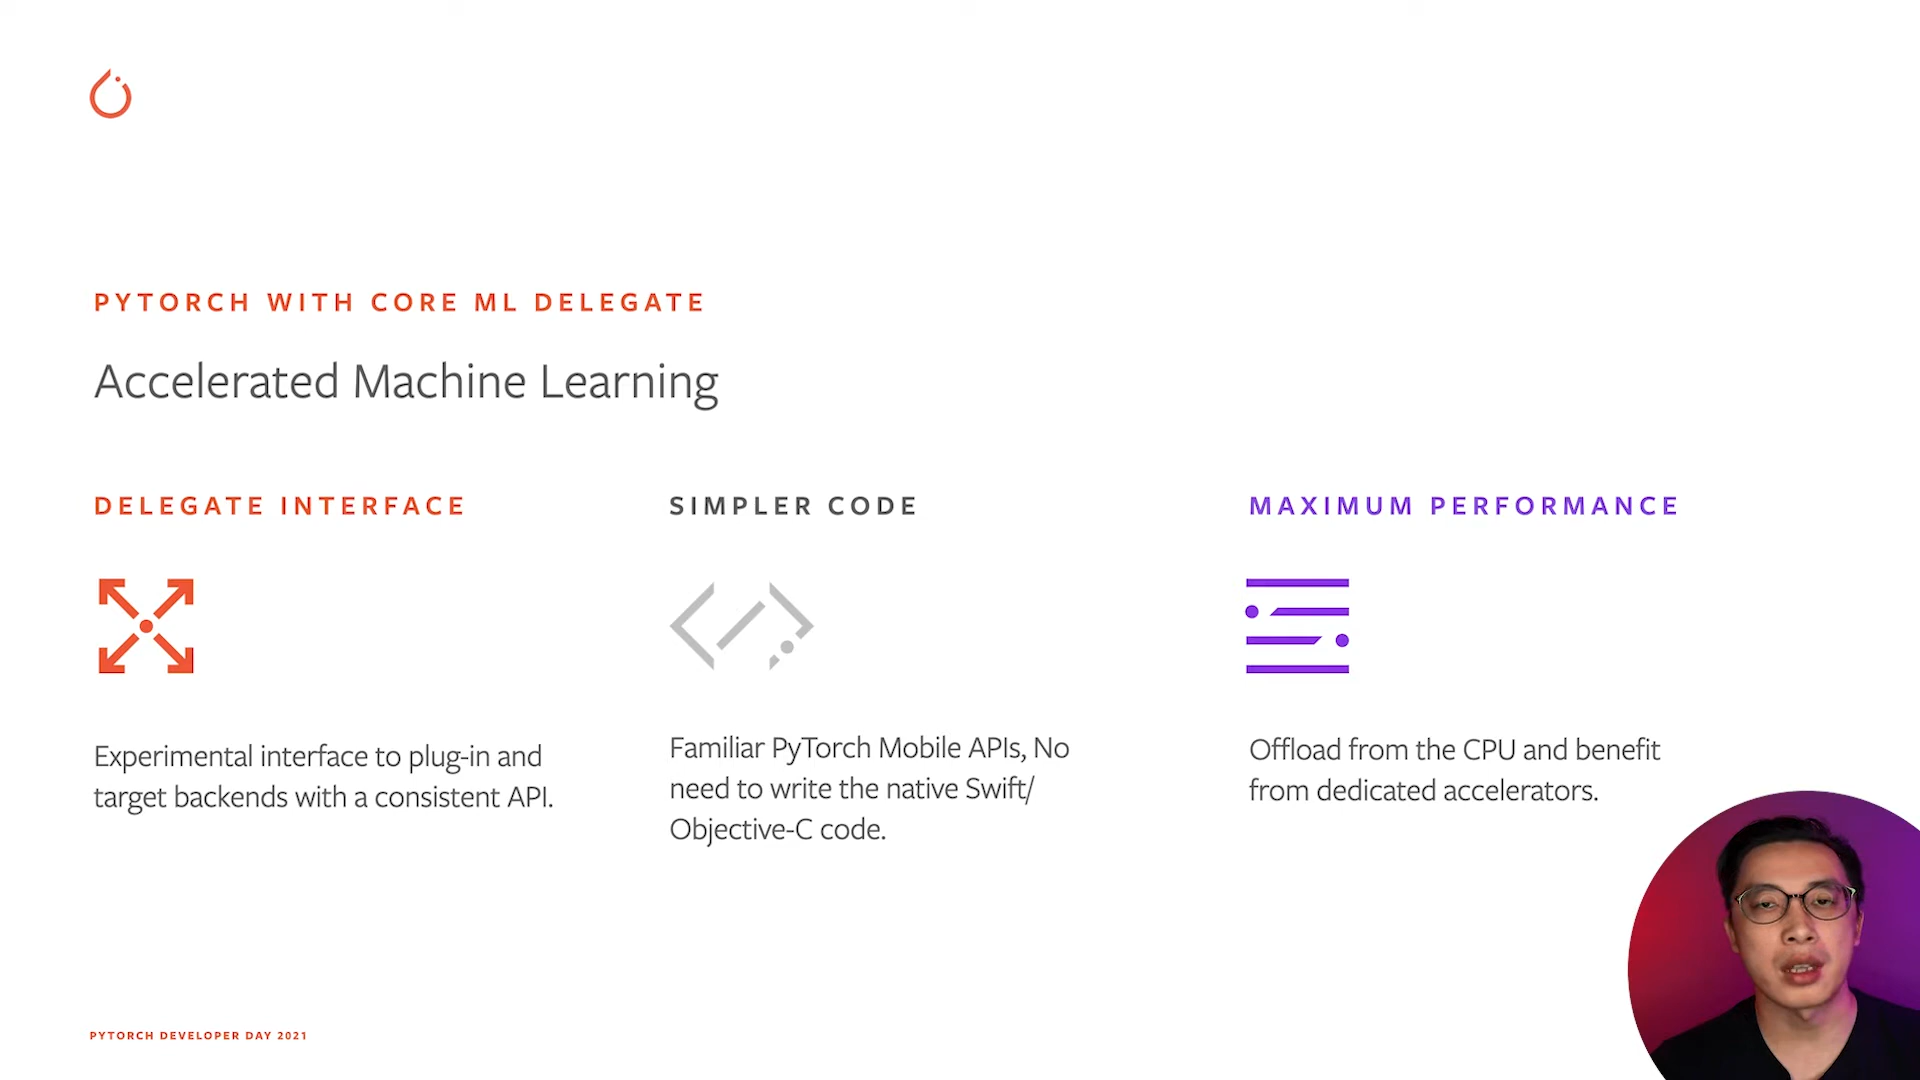 PYTORCH WITH CORE ML DELEGATE
Accelerated Machine Learning
DELEGATE INTERFACE
Experimental interface to plug-in and
target backends with a consistent API.
SIMPLER CODE
Familiar PyTorch Mobile APIs, No
need to write the native Swift/
Objective-C code.
MAXIMUM PERFORMANCE
Offload from the CPU and benefit
from dedicated accelerators.
PYTORCH DEVELOPER DAY 2021